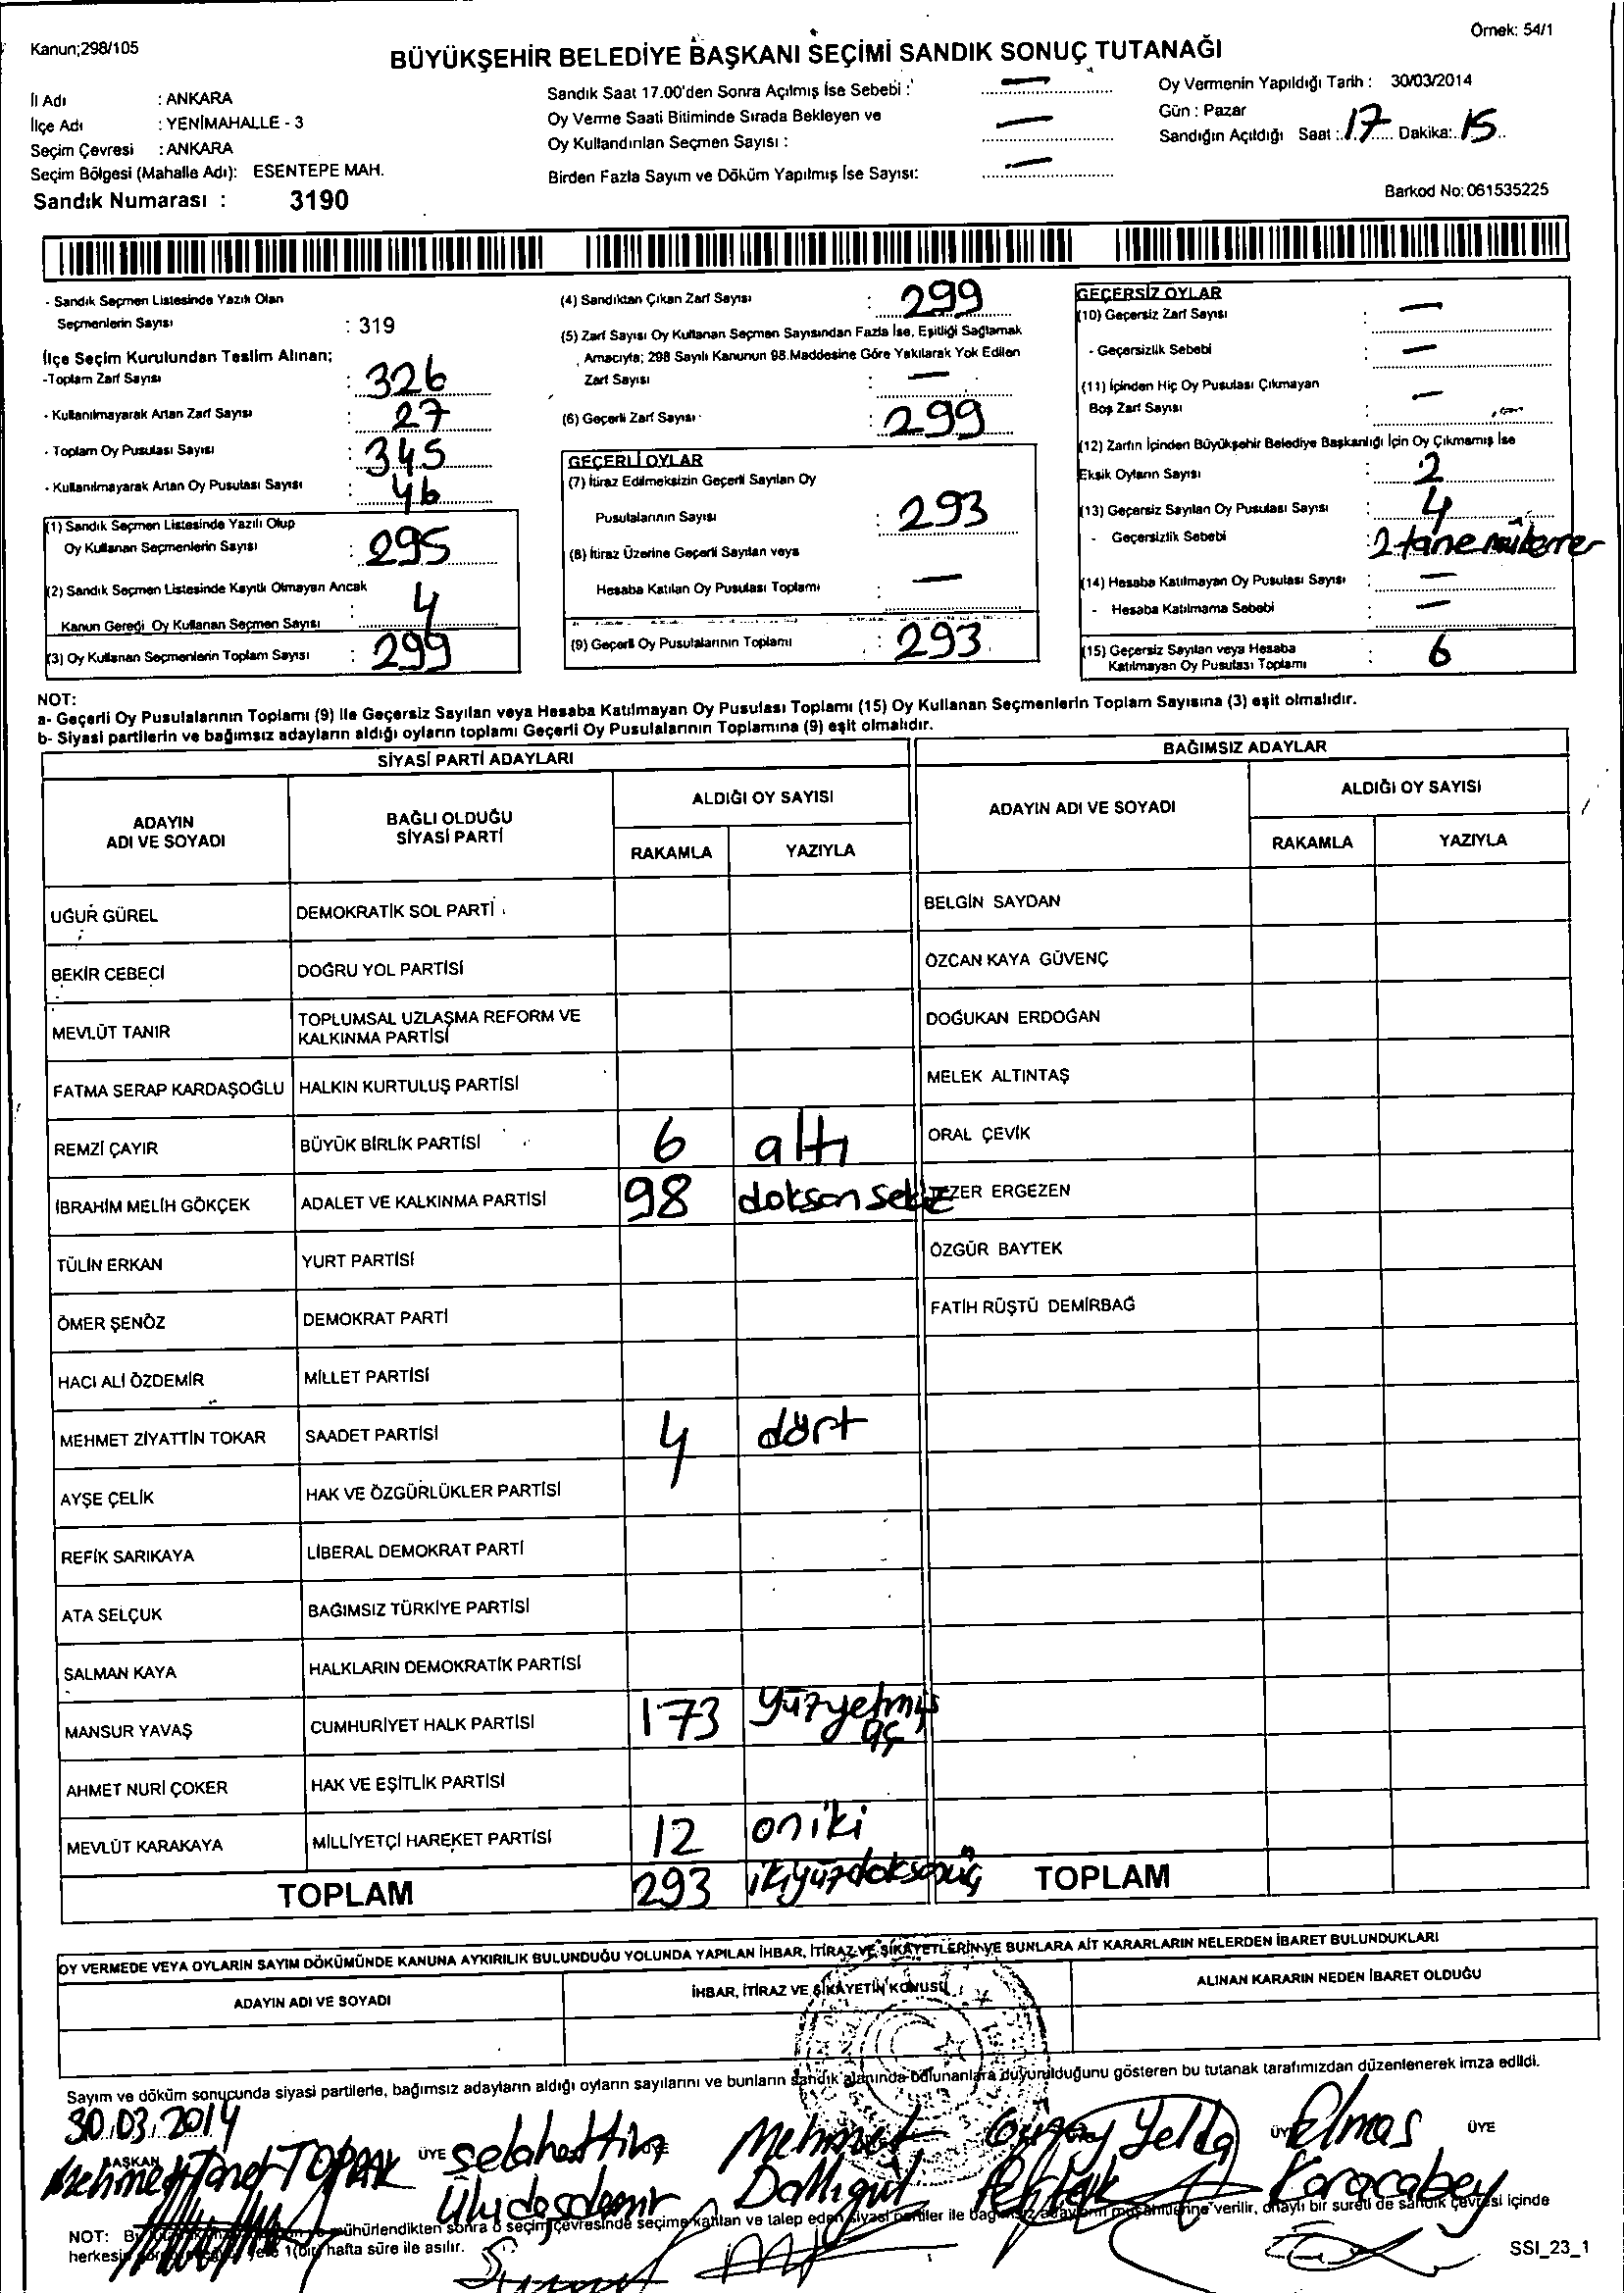 Kanun;298/105
Örnek: 54/1
BÜYÜKŞEHİR BELEDİYE BAŞKANI SEÇİMİ SANDIK SONUÇ TUTANAĞI
İl Adı : ANKARA
İlçe Adı : YENİMAHALLE - 3
Seçim Çevresi : ANKARA
Seçim Bölgesi (Mahalle Adı): ESENTEPE MAH.
Sandık Numarası : 3190
Sandık Saat 17.00'den Sonra Açılmış İse Sebebi : —
Oy Verme Saati Bitiminde Sırada Bekleyen ve
Oy Kullandırılan Seçmen Sayısı : —
Birden Fazla Sayım ve Döküm Yapılmış İse Sayısı: —
Oy Vermenin Yapıldığı Tarih : 30/03/2014
Gün : Pazar
Sandığın Açıldığı Saat : 17 Dakika: 15
Barkod No: 061535225
- Sandık Seçmen Listesinde Yazılı Olan
Seçmenlerin Sayısı : 319
İlçe Seçim Kurulundan Teslim Alınan;
-Toplam Zarf Sayısı : 326
- Kullanılmayarak Artan Zarf Sayısı : 27
- Toplam Oy Pusulası Sayısı : 345
- Kullanılmayarak Artan Oy Pusulası Sayısı : 46
(1) Sandık Seçmen Listesinde Yazılı Olup
Oy Kullanan Seçmenlerin Sayısı : 295
(2) Sandık Seçmen Listesinde Kayıtlı Olmayan Ancak
Kanun Gereği Oy Kullanan Seçmen Sayısı : 4
(3) Oy Kullanan Seçmenlerin Toplam Sayısı : 299
(4) Sandıktan Çıkan Zarf Sayısı : 299
(5) Zarf Sayısı Oy Kullanan Seçmen Sayısından Fazla İse, Eşitliği Sağlamak
Amacıyla; 298 Sayılı Kanunun 98.Maddesine Göre Yakılarak Yok Edilen
Zarf Sayısı : —
(6) Geçerli Zarf Sayısı : 299
GEÇERLİ OYLAR
(7) İtiraz Edilmeksizin Geçerli Sayılan Oy
Pusulalarının Sayısı : 293
(8) İtiraz Üzerine Geçerli Sayılan veya
Hesaba Katılan Oy Pusulası Toplamı : —
(9) Geçerli Oy Pusulalarının Toplamı : 293
GEÇERSİZ OYLAR
(10) Geçersiz Zarf Sayısı : —
- Geçersizlik Sebebi : —
(11) İçinden Hiç Oy Pusulası Çıkmayan
Boş Zarf Sayısı : —
(12) Zarfın İçinden Büyükşehir Belediye Başkanlığı İçin Oy Çıkmamış İse
Eksik Oyların Sayısı : 2
(13) Geçersiz Sayılan Oy Pusulası Sayısı : 4
- Geçersizlik Sebebi : 2 tane mükerrer
(14) Hesaba Katılmayan Oy Pusulası Sayısı : —
- Hesaba Katılmama Sebebi : —
(15) Geçersiz Sayılan veya Hesaba
Katılmayan Oy Pusulası Toplamı : 6
NOT:
a- Geçerli Oy Pusulalarının Toplamı (9) ile Geçersiz Sayılan veya Hesaba Katılmayan Oy Pusulası Toplamı (15) Oy Kullanan Seçmenlerin Toplam Sayısına (3) eşit olmalıdır.
b- Siyasi partilerin ve bağımsız adayların aldığı oyların toplamı Geçerli Oy Pusulalarının Toplamına (9) eşit olmalıdır.
SİYASİ PARTİ ADAYLARI
BAĞIMSIZ ADAYLAR
ADAYIN ADI VE SOYADI
BAĞLI OLDUĞU SİYASİ PARTİ
ALDIĞI OY SAYISI
RAKAMLA YAZIYLA
ADAYIN ADI VE SOYADI
ALDIĞI OY SAYISI
RAKAMLA YAZIYLA
UĞUR GÜREL DEMOKRATİK SOL PARTİ BELGİN SAYDAN
BEKİR CEBECİ DOĞRU YOL PARTİSİ ÖZCAN KAYA GÜVENÇ
MEVLÜT TANIR TOPLUMSAL UZLAŞMA REFORM VE KALKINMA PARTİSİ DOĞUKAN ERDOĞAN
FATMA SERAP KARDAŞOĞLU HALKIN KURTULUŞ PARTİSİ MELEK ALTINTAŞ
REMZİ ÇAYIR BÜYÜK BİRLİK PARTİSİ 6 altı ORAL ÇEVİK
İBRAHİM MELİH GÖKÇEK ADALET VE KALKINMA PARTİSİ 98 doksan sekiz TEZER ERGEZEN
TÜLİN ERKAN YURT PARTİSİ ÖZGÜR BAYTEK
ÖMER ŞENÖZ DEMOKRAT PARTİ FATİH RÜŞTÜ DEMİRBAĞ
HACI ALİ ÖZDEMİR MİLLET PARTİSİ
MEHMET ZİYATTİN TOKAR SAADET PARTİSİ 4 dört
AYŞE ÇELİK HAK VE ÖZGÜRLÜKLER PARTİSİ
REFİK SARIKAYA LİBERAL DEMOKRAT PARTİ
ATA SELÇUK BAĞIMSIZ TÜRKİYE PARTİSİ
SALMAN KAYA HALKLARIN DEMOKRATİK PARTİSİ
MANSUR YAVAŞ CUMHURİYET HALK PARTİSİ 173 yüzyetmiş üç
AHMET NURİ ÇOKER HAK VE EŞİTLİK PARTİSİ
MEVLÜT KARAKAYA MİLLİYETÇİ HAREKET PARTİSİ 12 oniki
TOPLAM 293 ikiyüzdoksanüç TOPLAM
OY VERMEDE VEYA OYLARIN SAYIM DÖKÜMÜNDE KANUNA AYKIRILIK BULUNDUĞU YOLUNDA YAPILAN İHBAR, İTİRAZ VE ŞİKAYETLERİN VE BUNLARA AİT KARARLARIN NELERDEN İBARET BULUNDUKLARI
ADAYIN ADI VE SOYADI İHBAR, İTİRAZ VE ŞİKAYETİN KONUSU ALINAN KARARIN NEDEN İBARET OLDUĞU
Sayım ve döküm sonucunda siyasi partilerle, bağımsız adayların aldığı oyların sayılarını ve bunların sandık alanında bulunanlara duyurulduğunu gösteren bu tutanak tarafımızdan düzenlenerek imza edildi.
30.03.2014
BAŞKAN ÜYE ÜYE ÜYE ÜYE
Selahattin Mehmet Yelda Elmas
Uludaşdemir Dallıgül Karacabey
NOT: mühürlendikten sonra o seçim çevresinde seçime katılan ve talep eden siyasi partiler ile bağımsız adayların müşahidlerine verilir, onaylı bir sureti de sandık çevresi içinde
1(bir) hafta süre ile asılır.
SSI_23_1